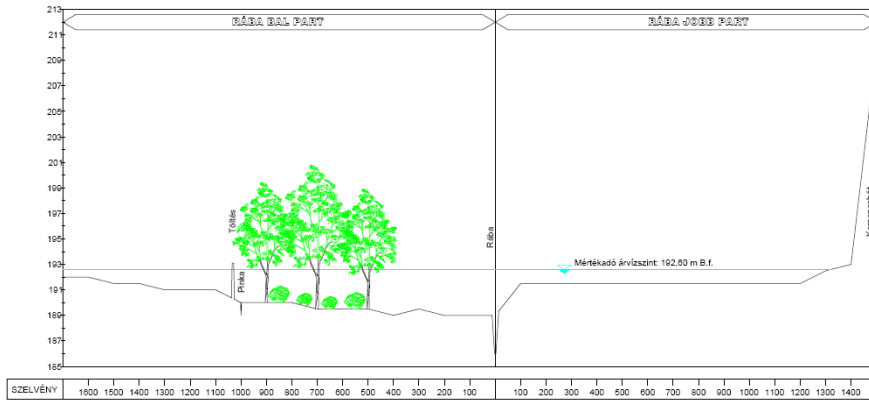 RÁBA BAL PART
RÁBA JOBB PART
213
211
209
207
205
203
201
199
197
195
193
191
189
187
185
Töltés
Pinka
Rába
Mértékadó árvízszint: 192.60 m B.f.
SZELVÉNY
1600 1500 1400 1300 1200 1100 1000 900 800 700 600 500 400 300 200 100
100 200 300 400 500 600 700 800 900 1000 1100 1200 1300 1400